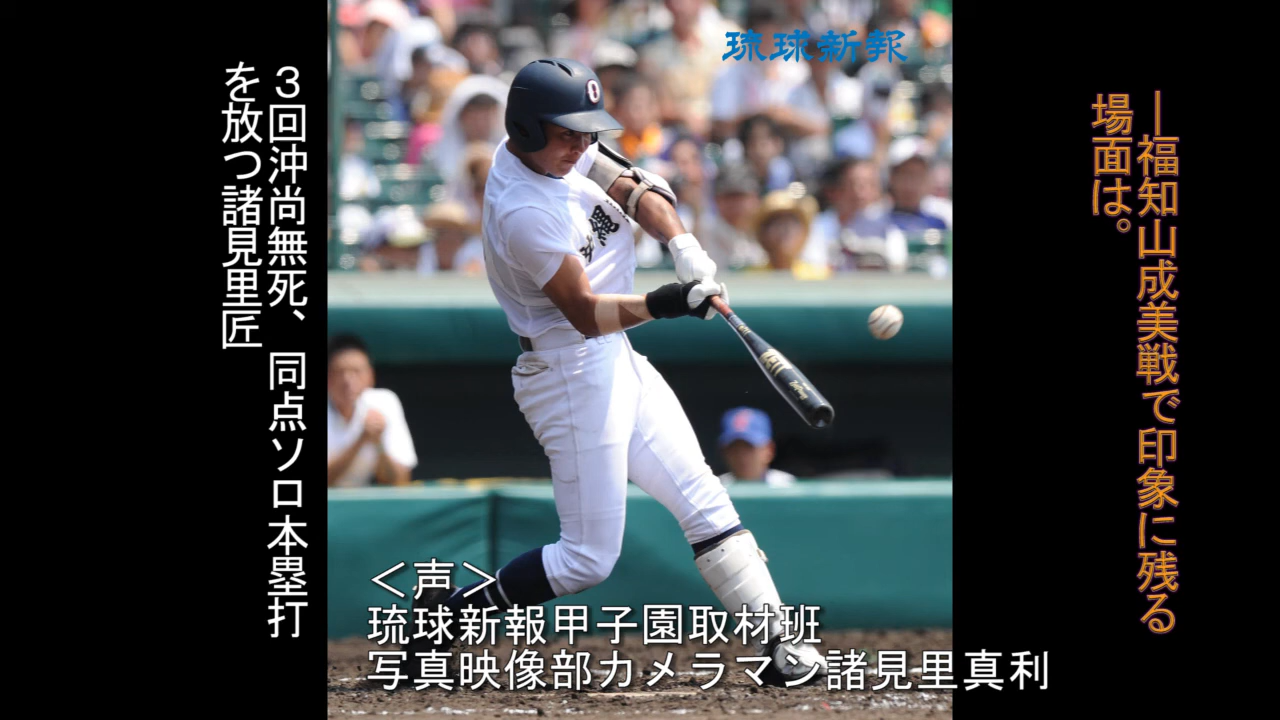 琉球新報
―福知山成美戦で印象に残る
場面は。
３回沖尚無死、同点ソロ本塁打
を放つ諸見里匠
＜声＞
琉球新報甲子園取材班
写真映像部カメラマン諸見里真利